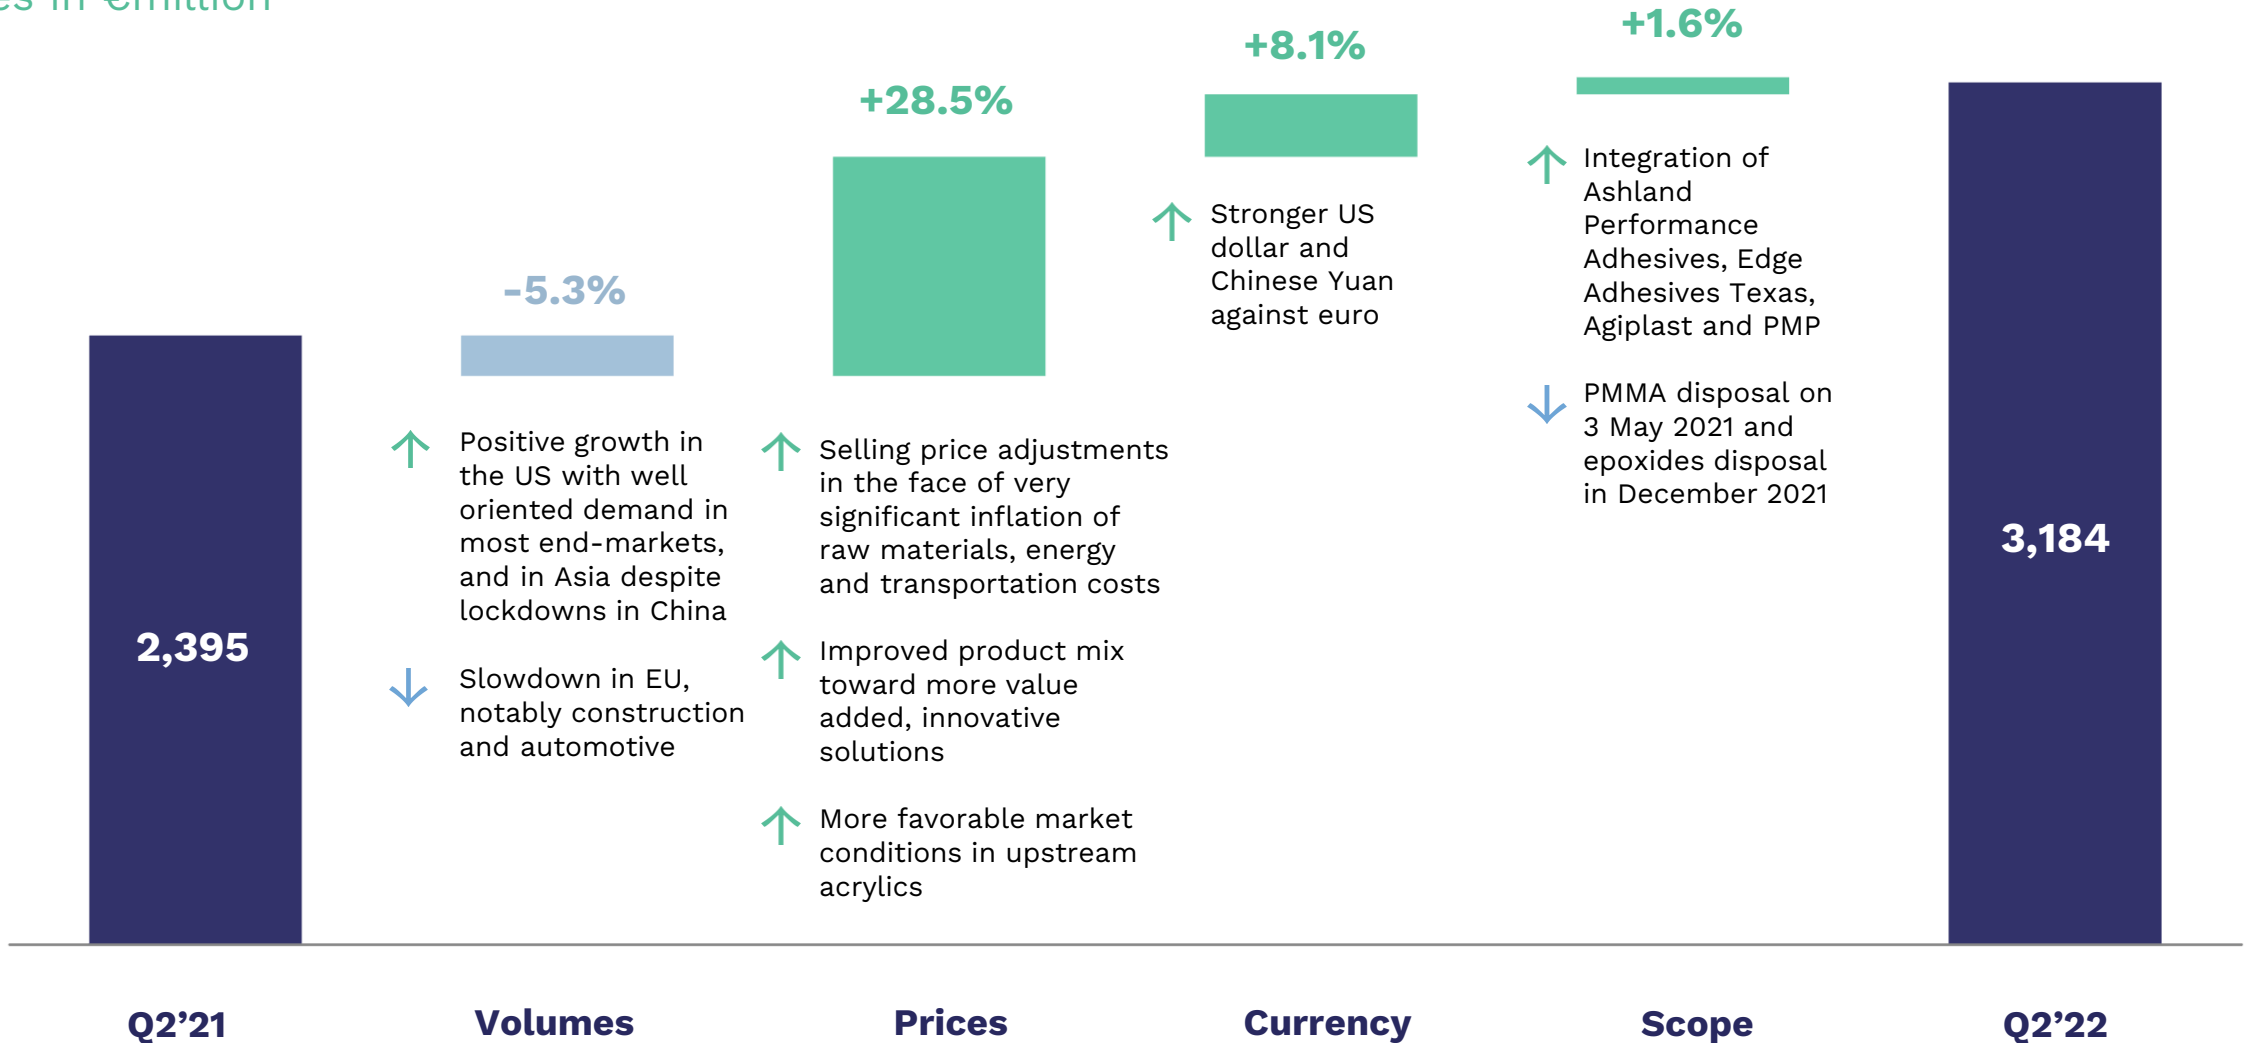 in €million
+1.6%
+8.1%
+28.5%
-5.3%
Integration of
Ashland
Performance
Adhesives, Edge
Adhesives Texas,
Agiplast and PMP
PMMA disposal on
3 May 2021 and
epoxides disposal
in December 2021
Stronger US
dollar and
Chinese Yuan
against euro
Positive growth in
the US with well
oriented demand in
most end-markets,
and in Asia despite
lockdowns in China
Slowdown in EU,
notably construction
and automotive
Selling price adjustments
in the face of very
significant inflation of
raw materials, energy
and transportation costs
Improved product mix
toward more value
added, innovative
solutions
More favorable market
conditions in upstream
acrylics
2,395
3,184
Q2’21
Volumes
Prices
Currency
Scope
Q2’22